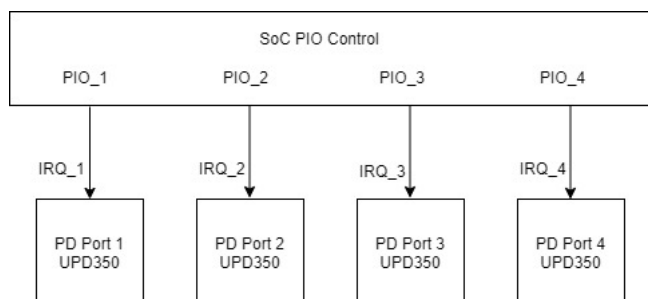 SoC PIO Control
PIO_1 PIO_2 PIO_3 PIO_4
IRQ_1 IRQ_2 IRQ_3 IRQ_4
PD Port 1 PD Port 2 PD Port 3 PD Port 4
UPD350 UPD350 UPD350 UPD350